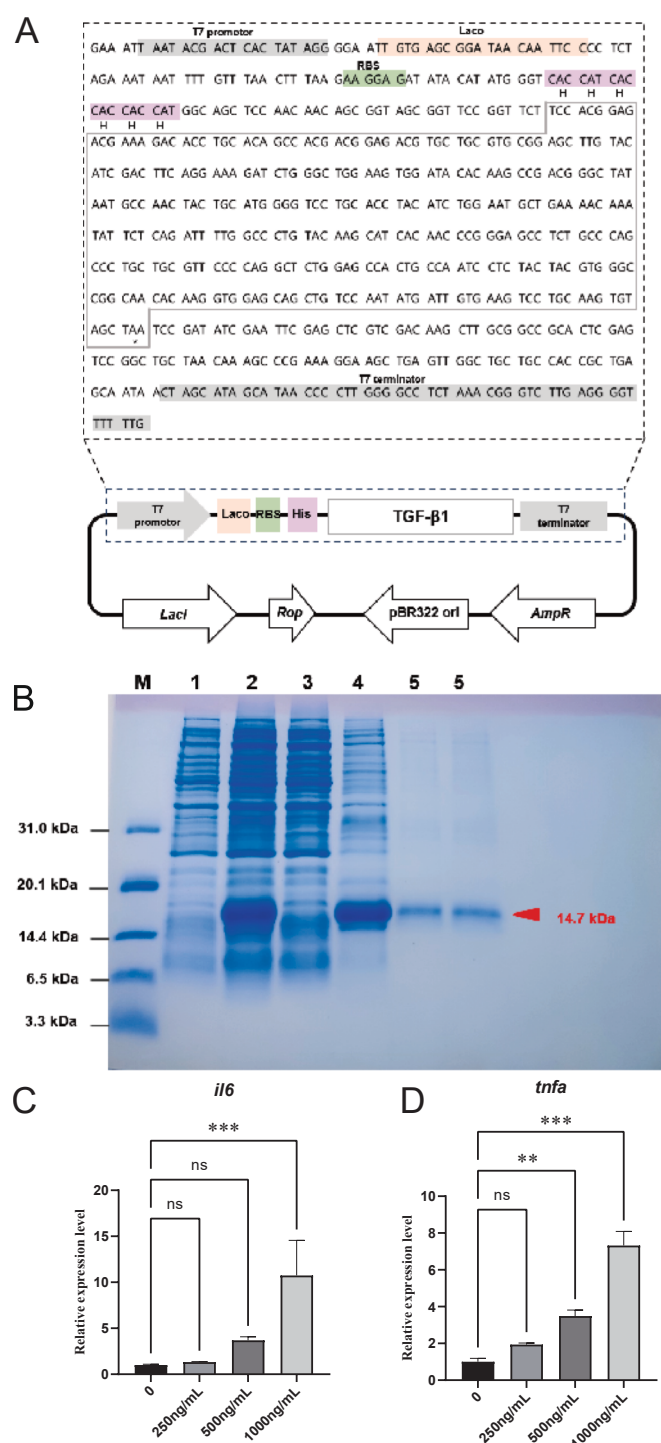 A
T7 promotor
Laco
GAA ATT AAT ACG ACT CAC TAT AGG GGA ATT GTG AGC GGA TAA CAA TTC CCC TCT
RBS
AGA AAT AAT TTT GTT TAA CTT TAA GAA GGA GAT ATA CAT ATG GGT CAC CAT CAC
H H H
CAC CAC CAT GGC AGC TCC AAC AAC AGC GGT AGC GGT TCC GGT TCT TCC ACG GAG
H H H
ACG AAA GAC ACC TGC ACA GCC ACG ACG GAG ACG TGC TGC GTG CGG AGC TTG TAC
ATC GAC TTC AGG AAA GAT CTG GGC TGG AAG TGG ATA CAC AAG CCG ACG GGC TAT
AAT GCC AAC TAC TGC ATG GGG TCC TGC ACC TAC ATC TGG AAT GCT GAA AAC AAA
TAT TCT CAG ATT TTG GCC CTG TAC AAG CAT CAC AAC CCG GGA GCC TCT GCC CAG
CCC TGC TGC GTT CCC CAG GCT CTG GAG CCA CTG CCA ATC CTC TAC TAC GTG GGC
CGG CAA CAC AAG GTG GAG CAG CTG TCC AAT ATG ATT GTG AAG TCC TGC AAG TGT
AGC TAA TCC GAT ATC GAA TTC GAG CTC GTC GAC AAG CTT GCG GCC GCA CTC GAG
*
TCC GGC TGC TAA CAA AGC CCG AAA GGA AGC TGA GTT GGC TGC TGC CAC CGC TGA
T7 terminator
GCA ATA ACT AGC ATA GCA TAA CCC CTT GGG GCC TCT AAA CGG GTC TTG AGG GGT
TTT TTG
T7 promotor
Laco
RBS
His
TGF-β1
T7 terminator
LacI
Rop
pBR322 ori
AmpR
B
M 1 2 3 4 5 5
31.0 kDa
20.1 kDa
14.4 kDa
6.5 kDa
3.3 kDa
14.7 kDa
C
il6
***
ns
ns
Relative expression level
20
15
10
5
0
0
250ng/mL
500ng/mL
1000ng/mL
D
tnfa
***
**
ns
Relative expression level
8
6
4
2
0
0
250ng/mL
500ng/mL
1000ng/mL